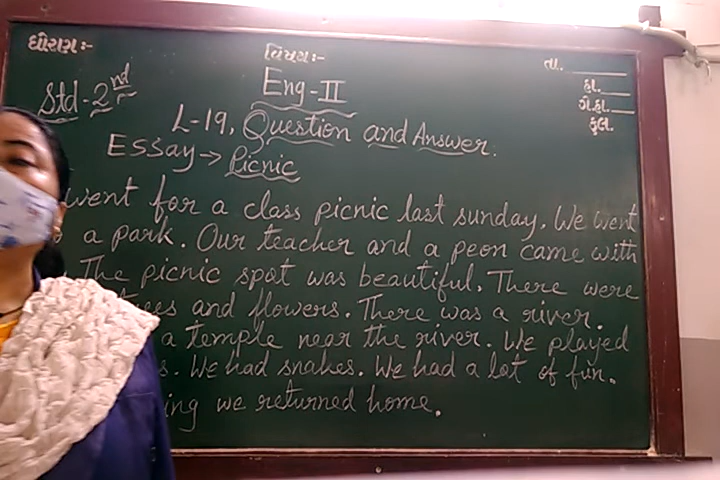 ધોરણ:-
વિષય:-
તા.
હા.
ગે.હા.
કુલ.
Std-2nd
Eng-II
L-19, Question and Answer.
Essay → Picnic
went for a class picnic last sunday. We went
a park. Our teacher and a peon came with
The picnic spot was beautiful. There were
trees and flowers. There was a river.
a temple near the river. We played
s. We had snakes. We had a lot of fun.
ing we returned home.